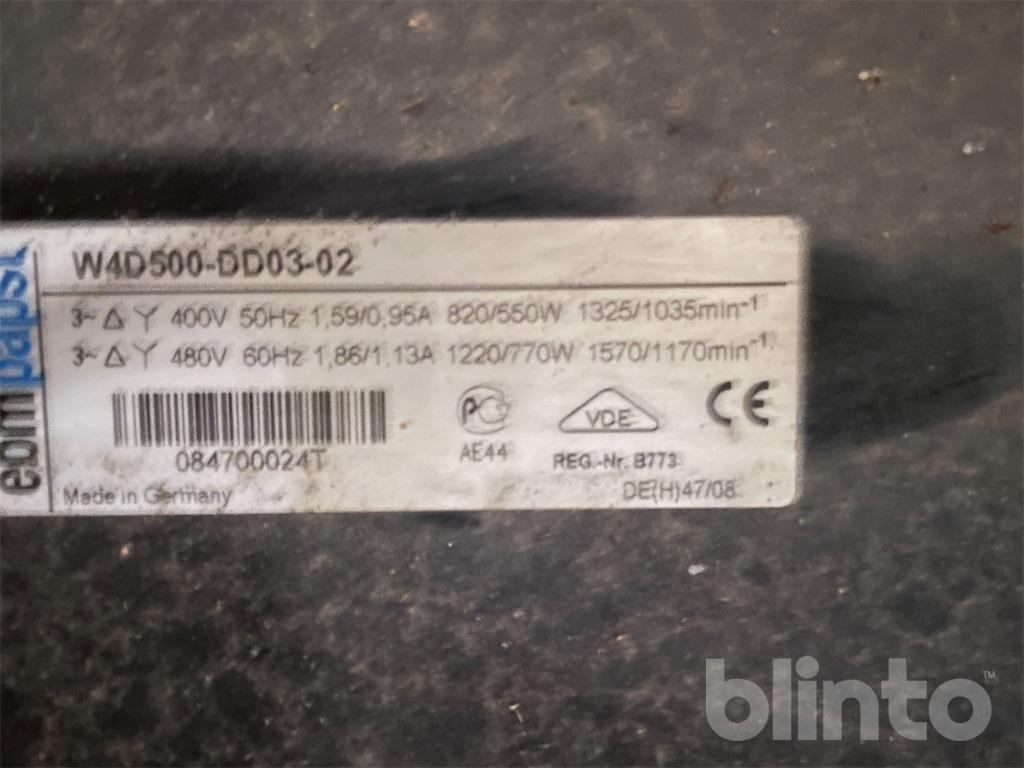 ebmpapst
W4D500-DD03-02
3~ Δ Y 400V 50Hz 1,59/0,95A 820/550W 1325/1035min⁻¹
3~ Δ Y 480V 60Hz 1,86/1,13A 1220/770W 1570/1170min⁻¹
084700024T
PC
AE44
VDE
REG.-Nr. B773
CE
Made in Germany
DE(H)47/08
blinto™